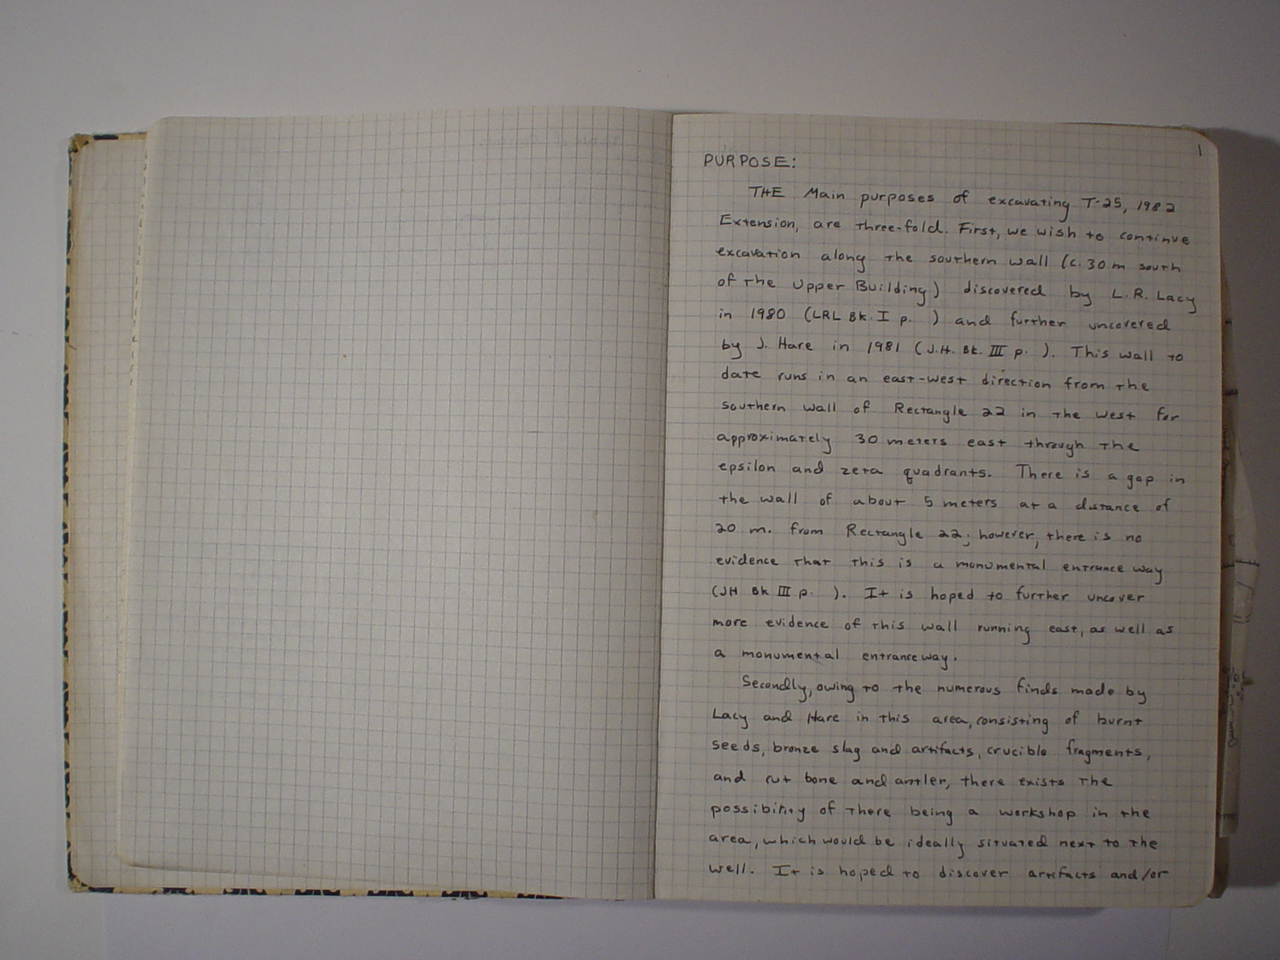 1
PURPOSE:
THE Main purposes of excavating T-25, 1982
Extension, are three-fold. First, we wish to continue
excavation along the southern wall (c. 30 m south
of the Upper Building) discovered by L.R. Lacy
in 1980 (LRL Bk. I p. ) and further uncovered
by J. Hare in 1981 (J.H. Bk. III p. ). This wall to
date runs in an east-west direction from the
southern wall of Rectangle 22 in the west for
approximately 30 meters east through the
epsilon and zeta quadrants. There is a gap in
the wall of about 5 meters at a distance of
20 m. from Rectangle 22; however, there is no
evidence that this is a monumental entrance way
(JH Bk III p. ). It is hoped to further uncover
more evidence of this wall running east, as well as
a monumental entranceway.
Secondly, owing to the numerous finds made by
Lacy and Hare in this area, consisting of burnt
seeds, bronze slag and artifacts, crucible fragments,
and cut bone and antler, there exists the
possibility of there being a workshop in the
area, which would be ideally situated next to the
well. It is hoped to discover artifacts and/or